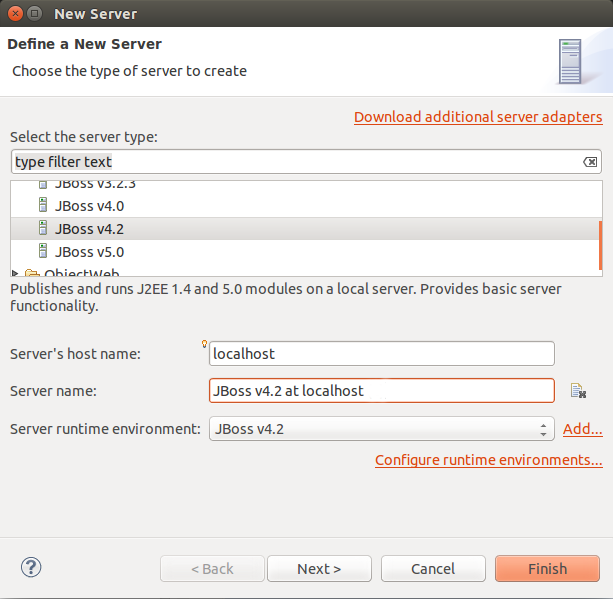 New Server
Define a New Server
Choose the type of server to create
Download additional server adapters
Select the server type:
type filter text
JBoss v3.2.3
JBoss v4.0
JBoss v4.2
JBoss v5.0
ObjectWeb
Publishes and runs J2EE 1.4 and 5.0 modules on a local server. Provides basic server
functionality.
Server's host name: localhost
Server name: JBoss v4.2 at localhost
Server runtime environment: JBoss v4.2 Add...
Configure runtime environments...
? < Back Next > Cancel Finish